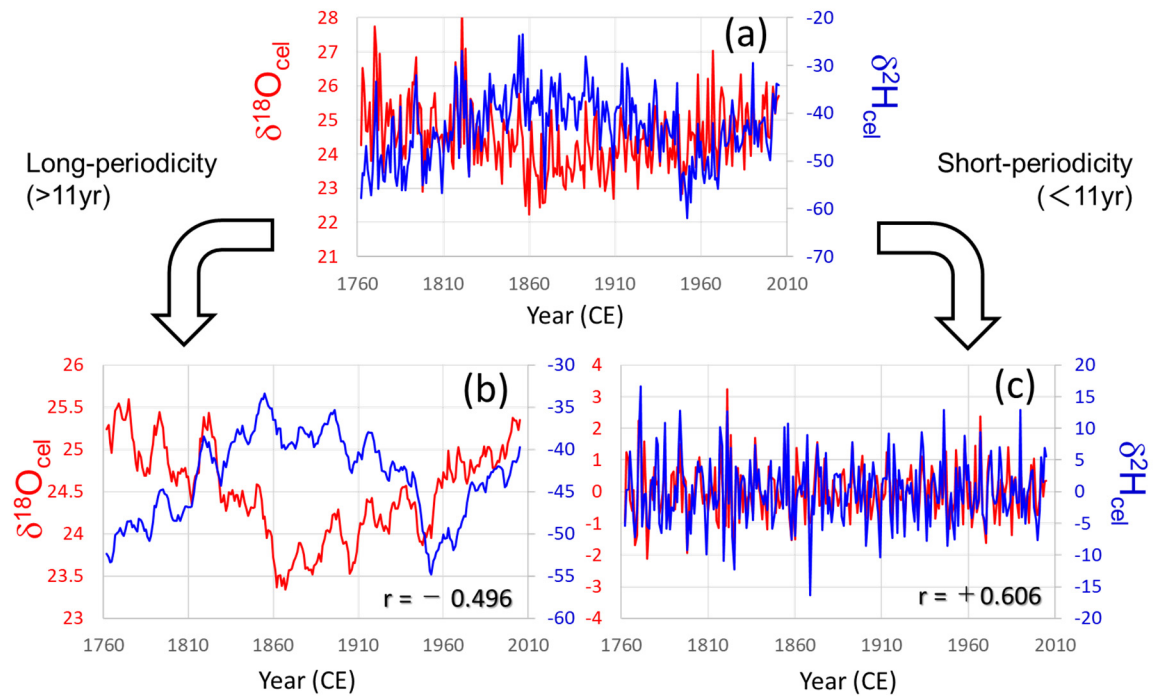 (a)
δ18Ocel
28
27
26
25
24
23
22
21
-20
-30
-40
-50
-60
-70
δ2Hcel
1760 1810 1860 1910 1960 2010
Year (CE)
Long-periodicity
(>11yr)
Short-periodicity
(<11yr)
(b)
δ18Ocel
26
25.5
25
24.5
24
23.5
23
-30
-35
-40
-45
-50
-55
-60
r = − 0.496
1760 1810 1860 1910 1960 2010
Year (CE)
(c)
4
3
2
1
0
-1
-2
-3
-4
20
15
10
5
0
-5
-10
-15
-20
δ2Hcel
r = +0.606
1760 1810 1860 1910 1960 2010
Year (CE)